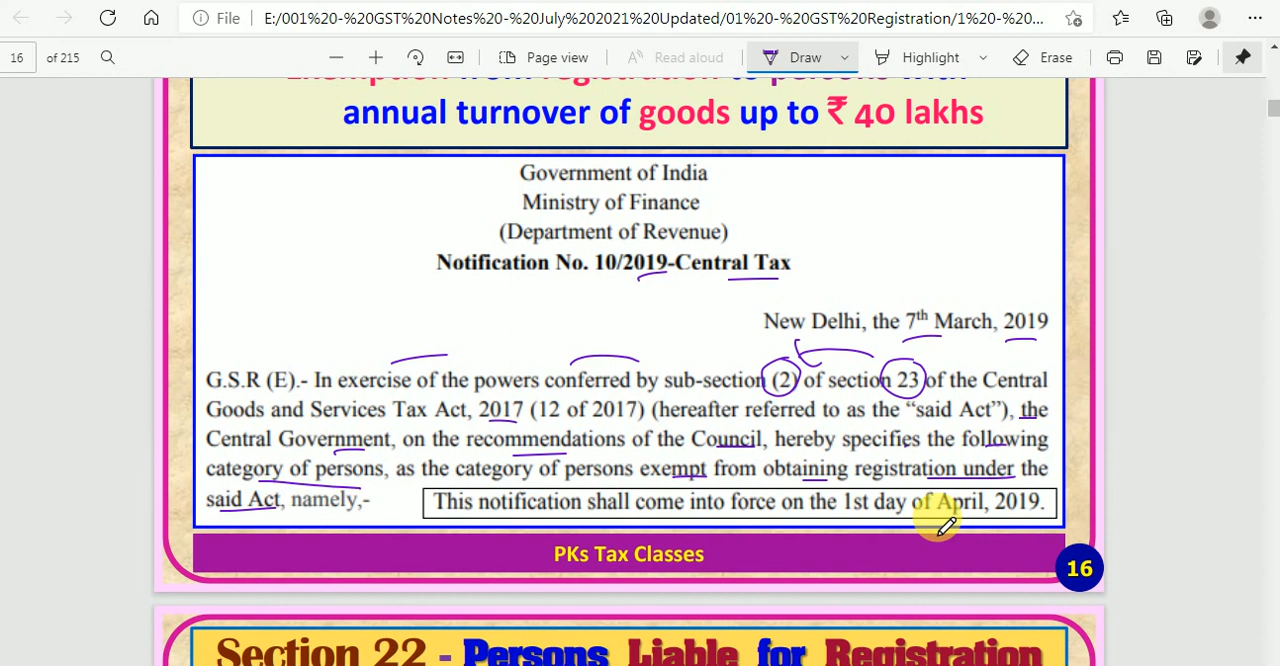 File E:/001%20-%20GST%20Notes%20-%20July%202021%20Updated/01%20-%20GST%20Registration/1%20-%20...
16 of 215 Page view Read aloud Draw Highlight Erase
Exemption from registration to persons with
annual turnover of goods up to ₹ 40 lakhs
Government of India
Ministry of Finance
(Department of Revenue)
Notification No. 10/2019-Central Tax
New Delhi, the 7th March, 2019
G.S.R (E).- In exercise of the powers conferred by sub-section (2) of section 23 of the Central
Goods and Services Tax Act, 2017 (12 of 2017) (hereafter referred to as the “said Act”), the
Central Government, on the recommendations of the Council, hereby specifies the following
category of persons, as the category of persons exempt from obtaining registration under the
said Act, namely,- This notification shall come into force on the 1st day of April, 2019.
PKs Tax Classes
16
Section 22 - Persons Liable for Registration